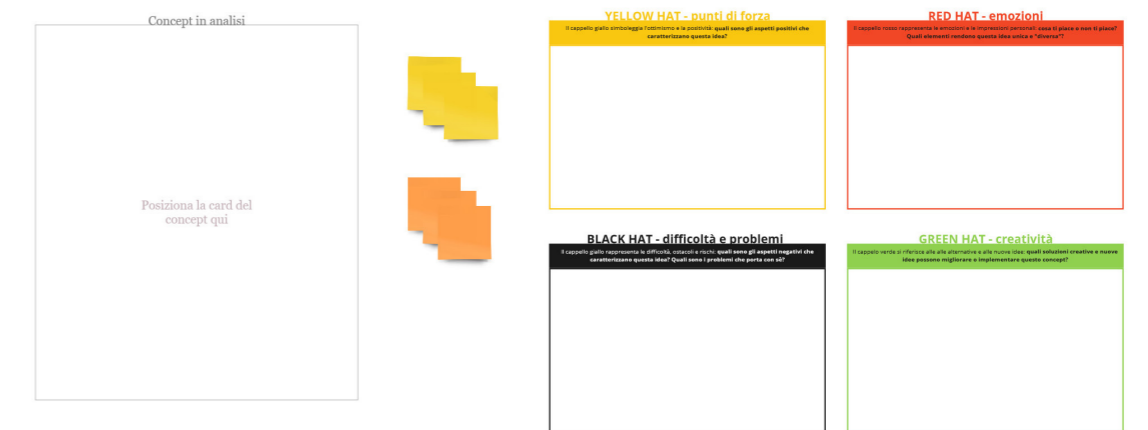 Concept in analisi
Posiziona la card del
concept qui
YELLOW HAT - punti di forza
Il cappello giallo simboleggia l'ottimismo e la positività: quali sono gli aspetti positivi che
caratterizzano questa idea?
RED HAT - emozioni
Il cappello rosso rappresenta le emozioni e le impressioni personali: cosa ti piace e non ti piace?
Quali elementi rendono questa idea unica e "diversa"?
BLACK HAT - difficoltà e problemi
Il cappello giallo rappresenta le difficoltà, ostacoli e rischi: quali sono gli aspetti negativi che
caratterizzano questa idea? Quali sono i problemi che porta con sè?
GREEN HAT - creatività
Il cappelo verde si riferisce alle alle alternative e alle nuove idee: quali soluzioni creative e nuove
idee possono migliorare o implementare questo concept?